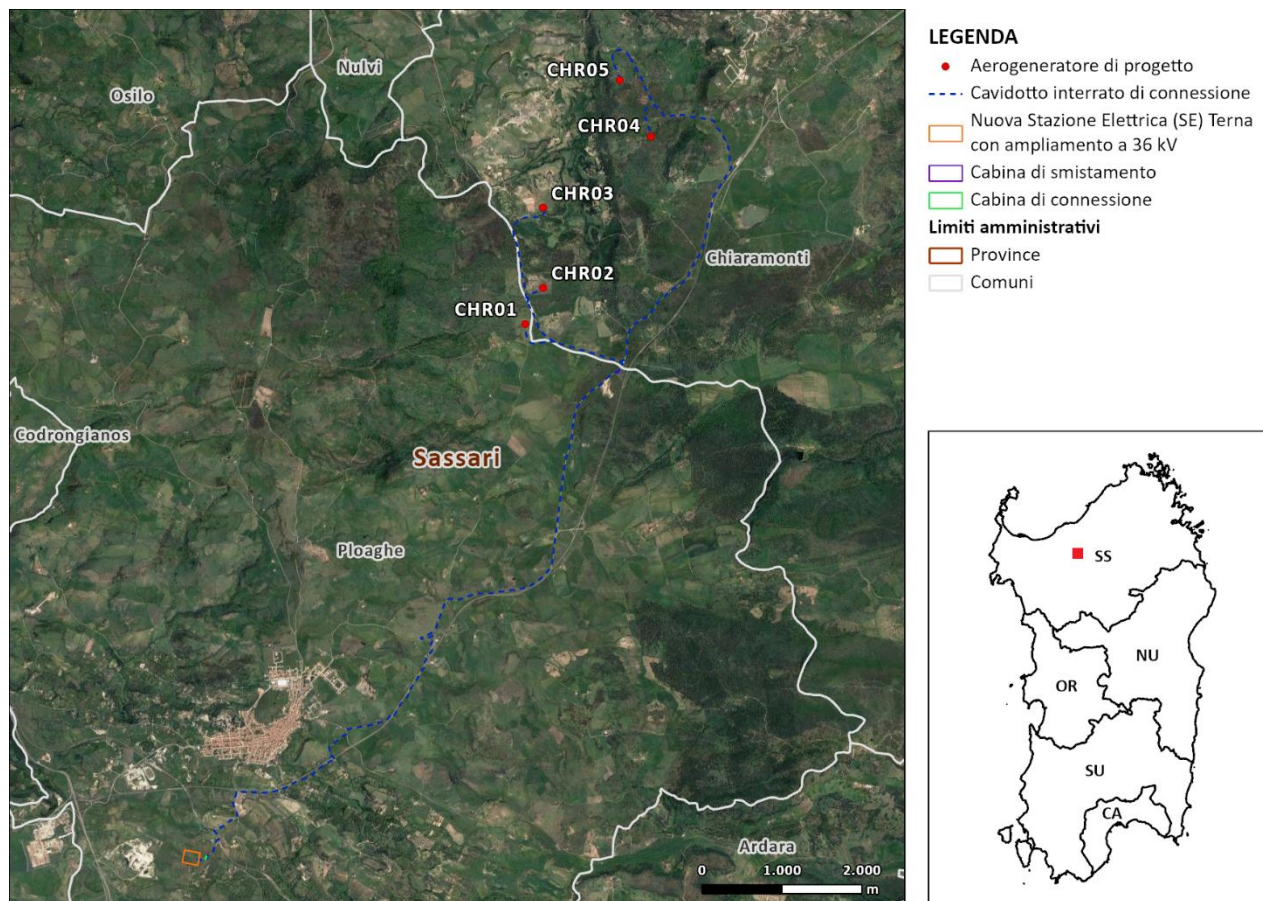 Nulvi
Osilo
CHR05
CHR04
CHR03
Chiaramonti
CHR02
CHR01
Codrongianos
Sassari
Ploaghe
Ardara
0 1.000 2.000
m
LEGENDA
Aerogeneratore di progetto
Cavidotto interrato di connessione
Nuova Stazione Elettrica (SE) Terna
con ampliamento a 36 kV
Cabina di smistamento
Cabina di connessione
Limiti amministrativi
Province
Comuni
SS
NU
OR
SU
CA